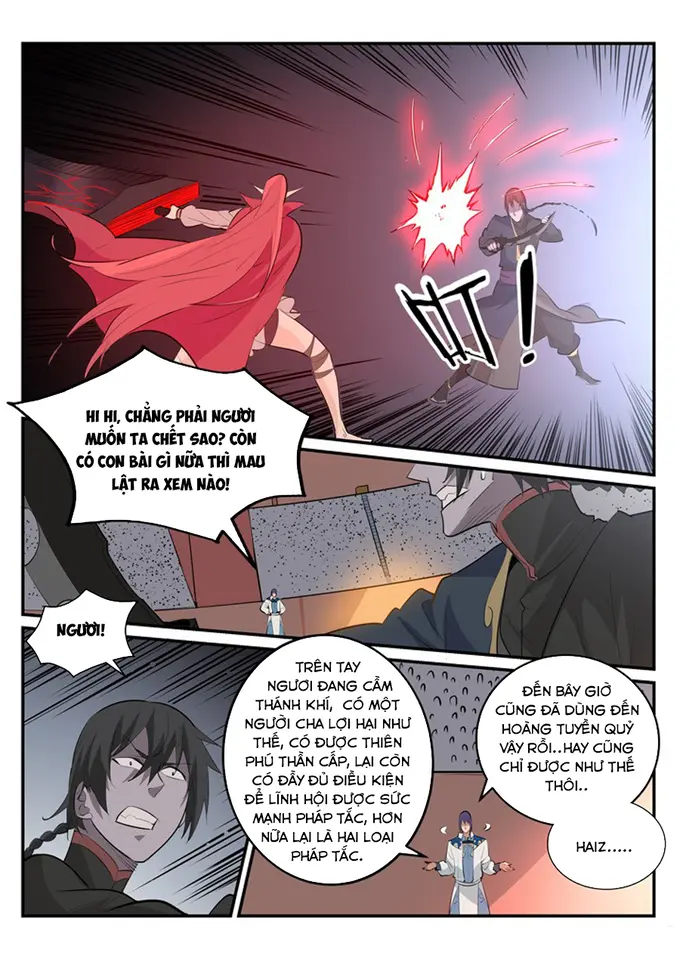 叮!
HI HI, CHẲNG PHẢI NGƯƠI
MUỐN TA CHẾT SAO? CÒN
CÓ CON BÀI GÌ NỮA THÌ MAU
LẬT RA XEM NÀO!
NGƯƠI!
TRÊN TAY
NGƯƠI ĐANG CẦM
THÁNH KHÍ, CÓ MỘT
NGƯỜI CHA LỢI HẠI NHƯ
THẾ, CÓ ĐƯỢC THIÊN
PHÚ THẦN CẤP, LẠI CÒN
CÓ ĐẦY ĐỦ ĐIỀU KIỆN
ĐỂ LĨNH HỘI ĐƯỢC SỨC
MẠNH PHÁP TẮC, HƠN
NỮA LẠI LÀ HAI LOẠI
PHÁP TẮC.
ĐẾN BÂY GIỜ
CŨNG ĐÃ DÙNG ĐẾN
HOÀNG TUYỀN QUỶ
VẬY RỒI..HAY CŨNG
CHỈ ĐƯỢC NHƯ THẾ
THÔI..
HAIZ.....